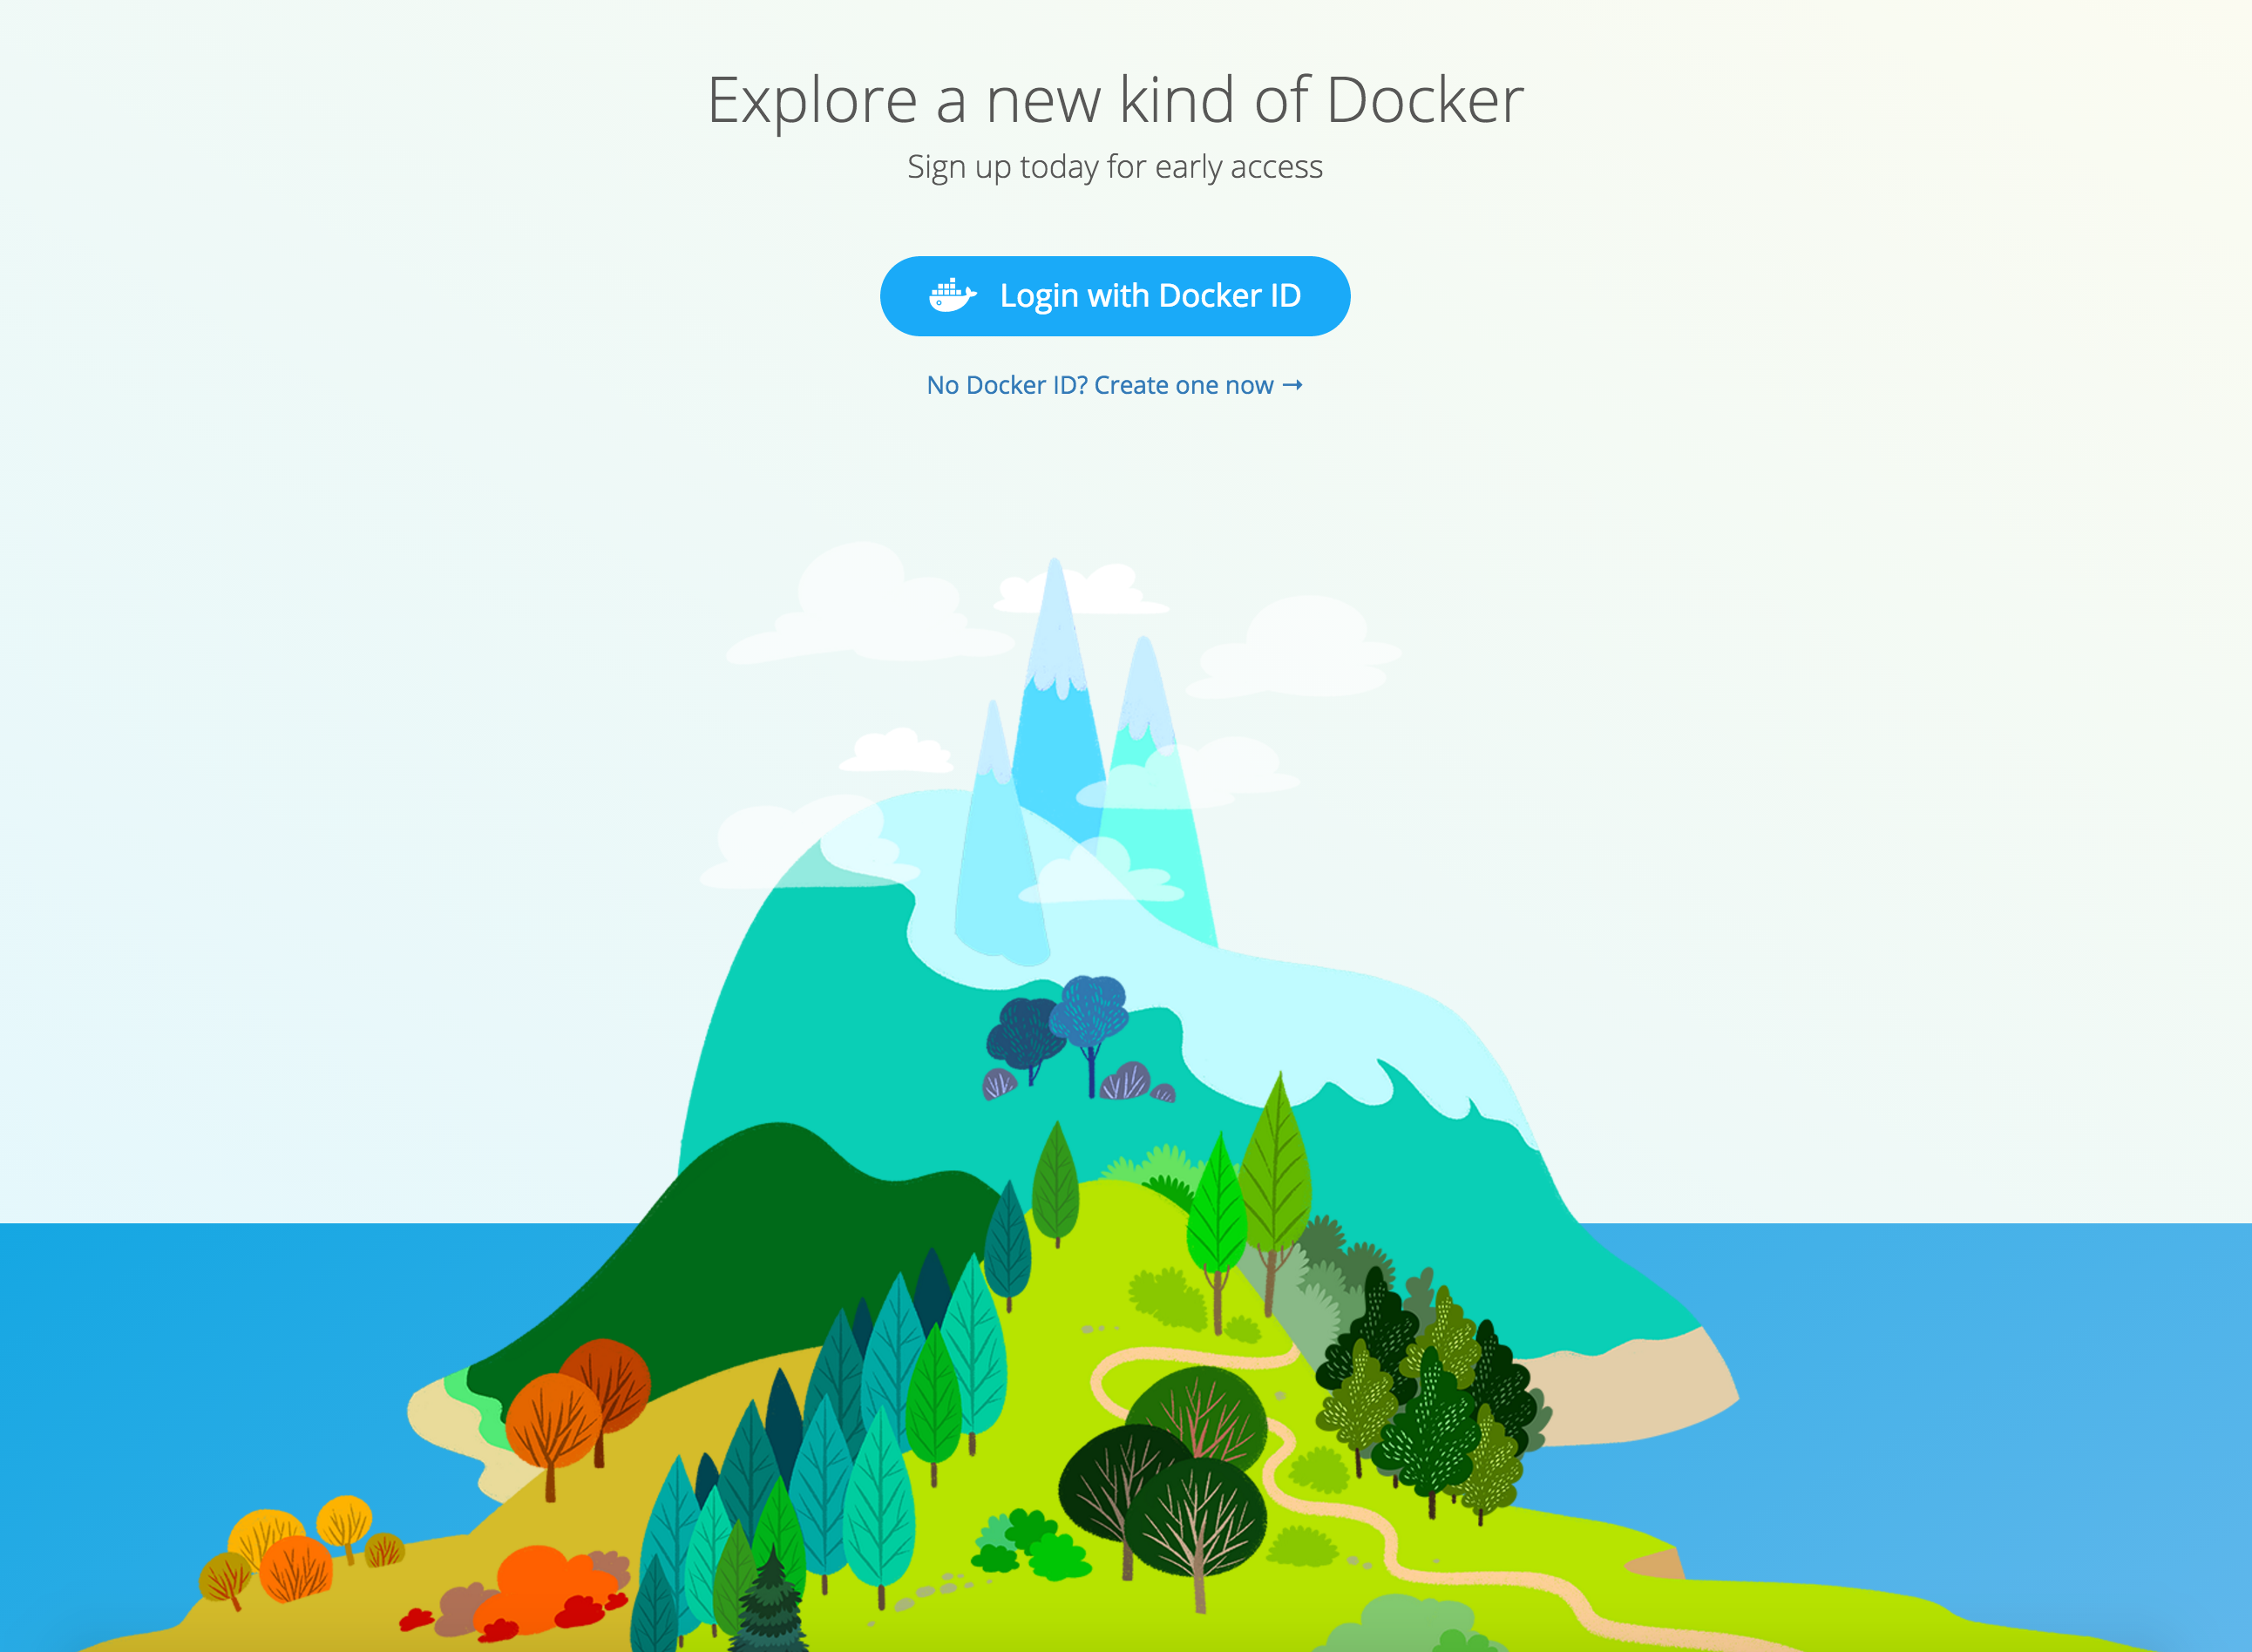 Explore a new kind of Docker
Sign up today for early access
Login with Docker ID
No Docker ID? Create one now →